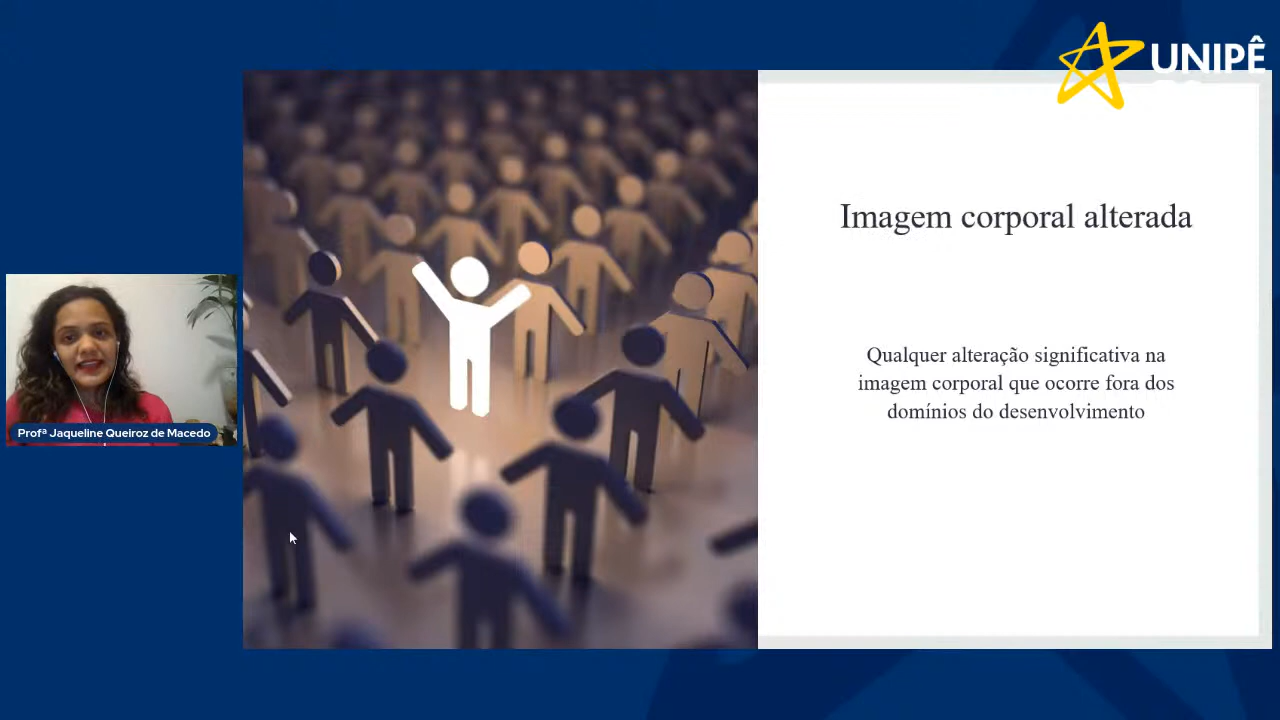 UNIPÊ
Imagem corporal alterada
Qualquer alteração significativa na
imagem corporal que ocorre fora dos
domínios do desenvolvimento
Profª Jaqueline Queiroz de Macedo